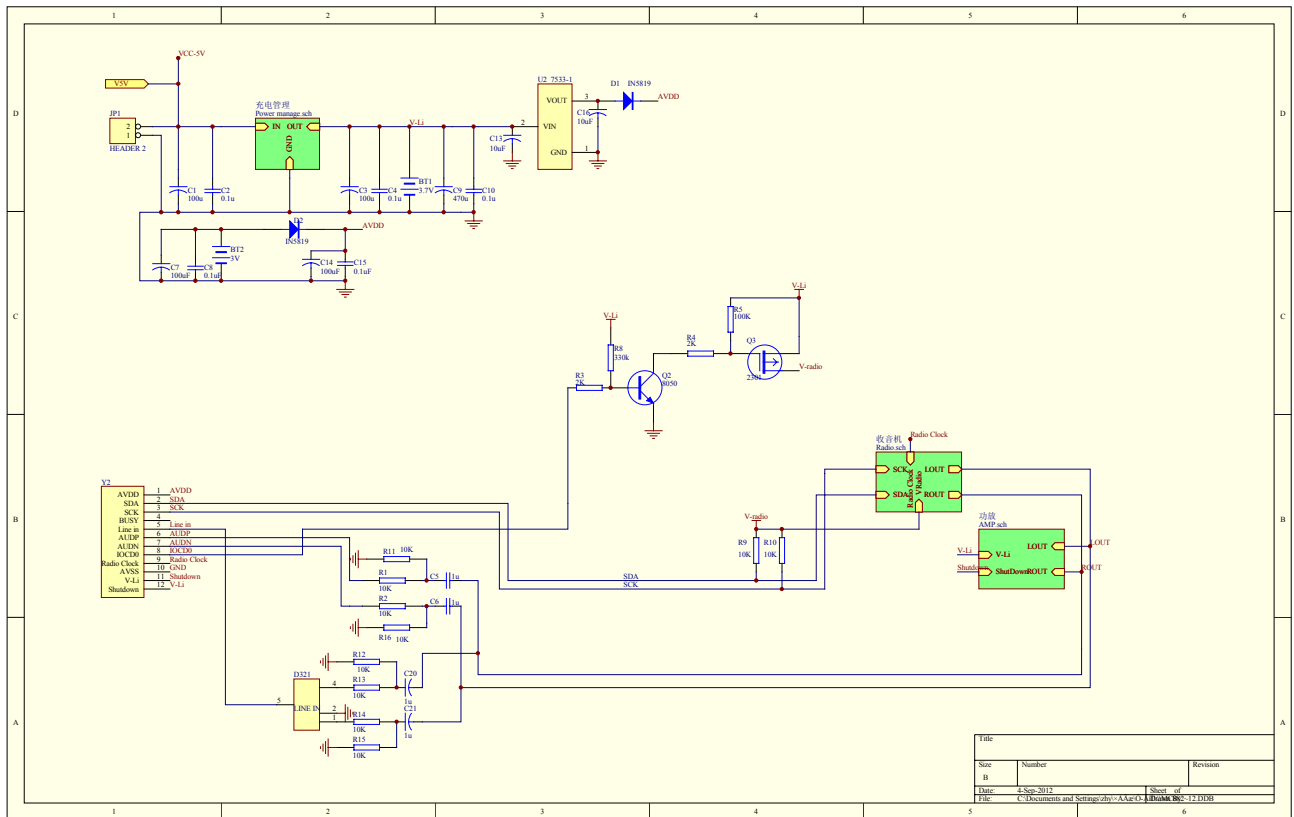 1 2 3 4 5 6
D
C
B
A
D
C
B
A
VCC-5V
V5V
JP1
2
1
HEADER 2
充电管理
Power manage.sch
IN OUT
GND
C1
100u
C2
0.1u
C3
100u
C4
0.1u
V-Li
BT1
3.7V
C9
470u
C10
0.1u
C13
10uF
U2 7533-1
VOUT
VIN
GND
3
2
1
D1 IN5819
C16
10uF
AVDD
D2
IN5819
AVDD
C7
100uF
C8
0.1uF
BT2
3V
C14
100uF
C15
0.1uF
V-Li
R8
330k
R3
2K
Q2
8050
R4
2K
R5
100K
V-Li
Q3
2301
V-radio
Y2
AVDD 1 AVDD
SDA 2 SDA
SCK 3 SCK
BUSY 4
Line in 5 Line in
AUDP 6 AUDP
AUDN 7 AUDN
IOCD0 8 IOCD0
Radio Clock 9 Radio Clock
AVSS 10 GND
V-Li 11 Shutdown
Shutdown 12 V-Li
R11 10K
R1
10K
C5 1u
R2
10K
C6 1u
R16 10K
SDA
SCK
V-radio
R9
10K
R10
10K
收音机
Radio.sch
Radio Clock
SCK LOUT
SDA ROUT
Radio Clock
V Radio
功放
AMP.sch
V-Li
V-Li
LOUT
LOUT
Shutdown
ShutDown
ROUT
ROUT
R12
10K
R13
10K
C20
1u
D321
LINE IN
5
4
2
1
R14
10K
C21
1u
R15
10K
Title
Size
B
Number
Revision
Date: 4-Sep-2012
Sheet of
File:
1 2 3 4 5 6